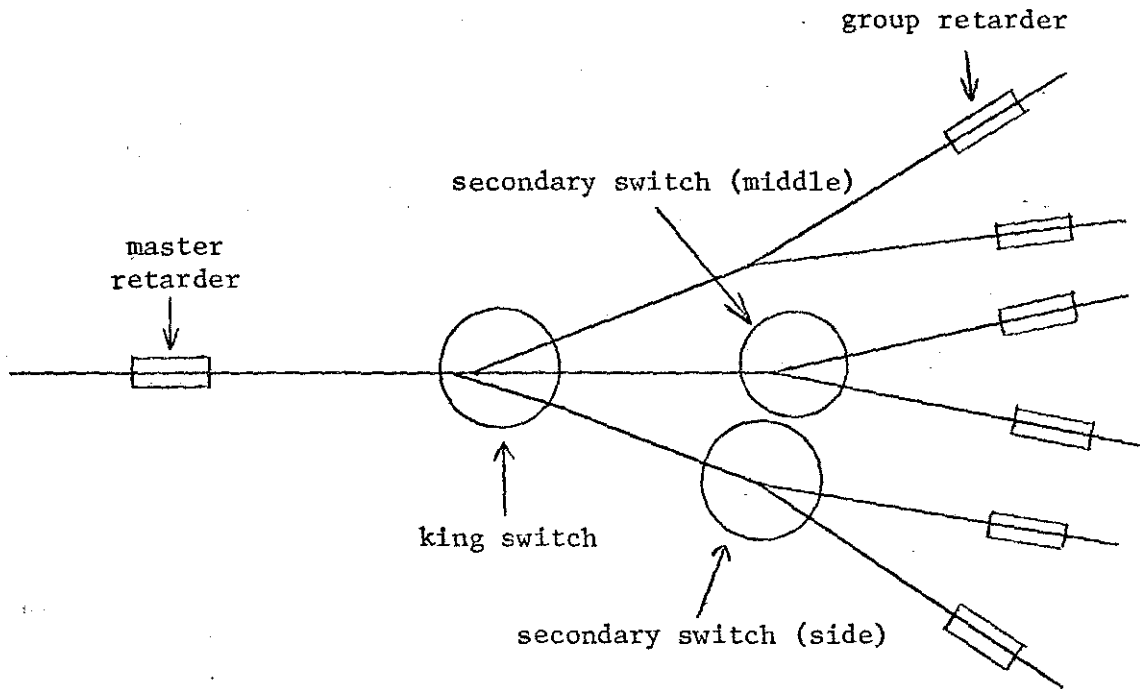 group retarder
secondary switch (middle)
master
retarder
king switch
secondary switch (side)